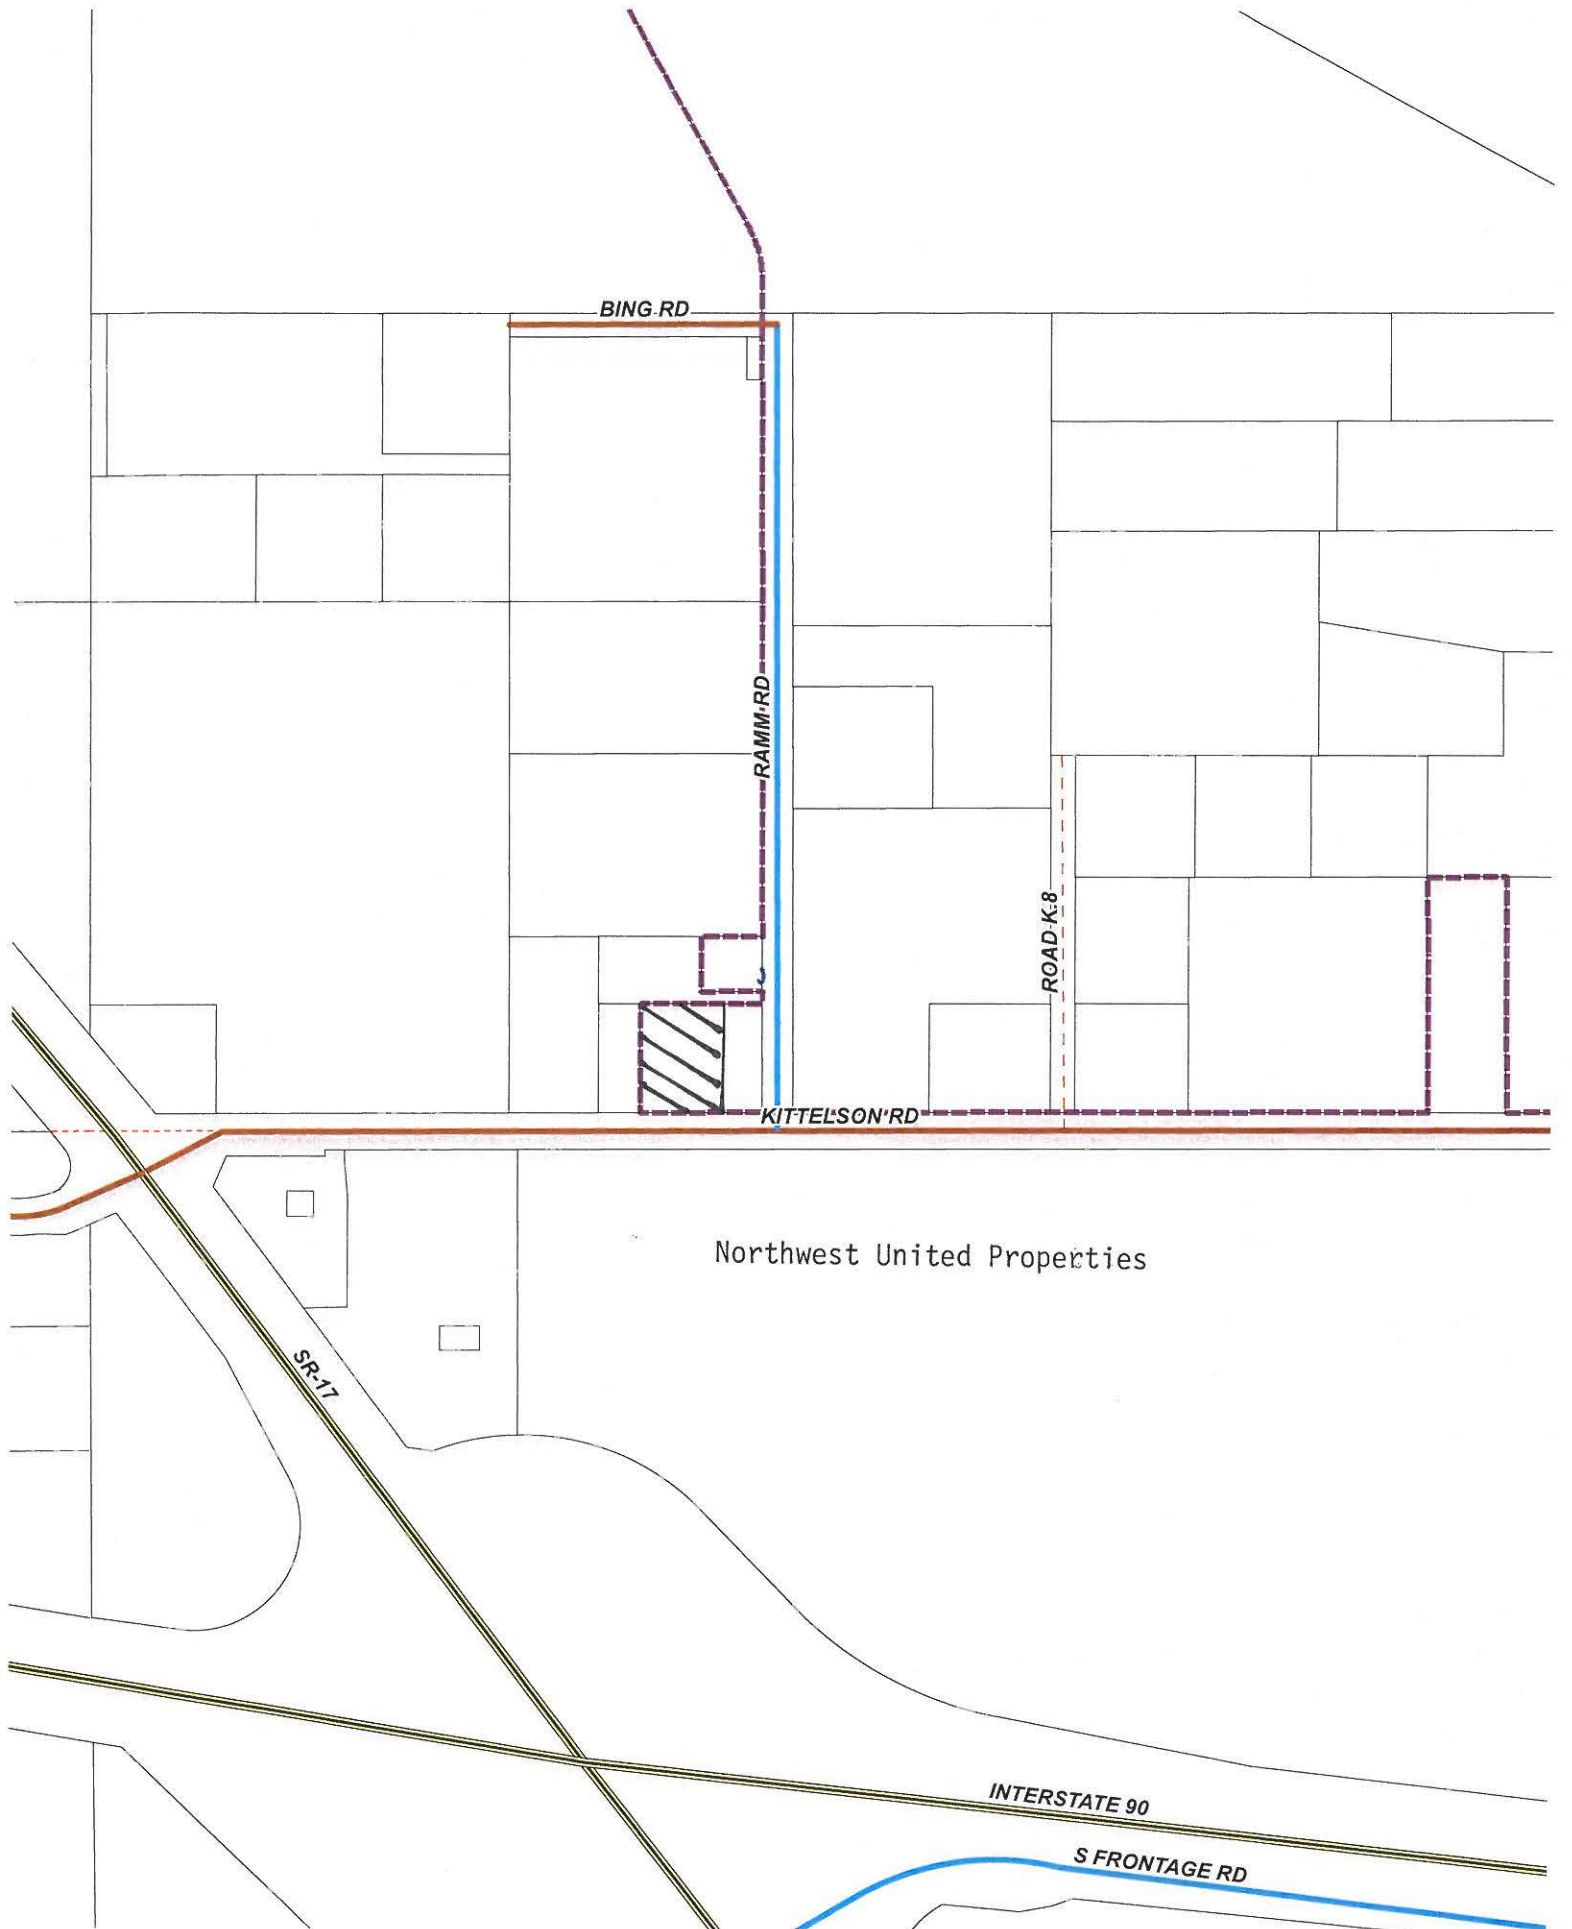 BING RD
RAMM RD
ROAD K.8
KITTELSON RD
Northwest United Properties
SR-17
INTERSTATE 90
S FRONTAGE RD